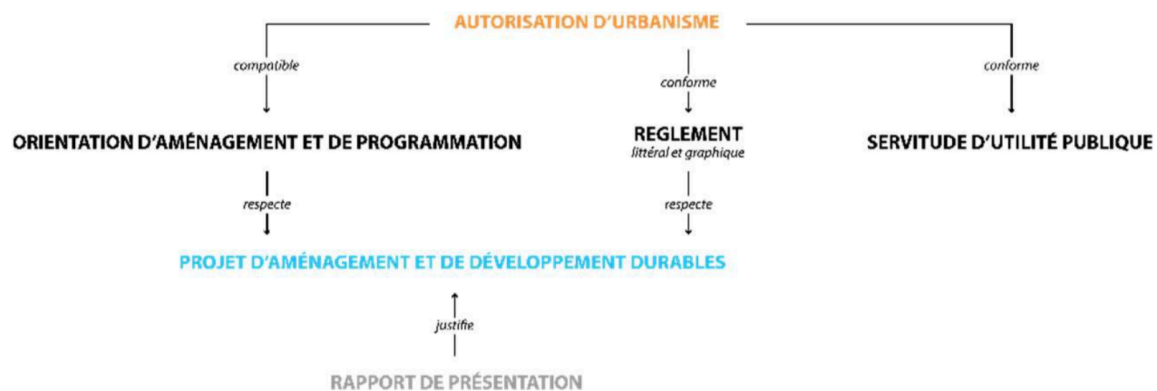 AUTORISATION D'URBANISME
compatible
conforme
conforme
ORIENTATION D'AMÉNAGEMENT ET DE PROGRAMMATION
REGLEMENT
littéral et graphique
SERVITUDE D'UTILITÉ PUBLIQUE
respecte
respecte
PROJET D'AMÉNAGEMENT ET DE DÉVELOPPEMENT DURABLES
justifie
RAPPORT DE PRÉSENTATION